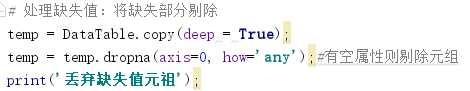 # 处理缺失值：将缺失部分剔除
temp = DataTable.copy(deep = True);
temp = temp.dropna(axis=0, how='any');#有空属性则剔除元组
print('丢弃缺失值元祖');